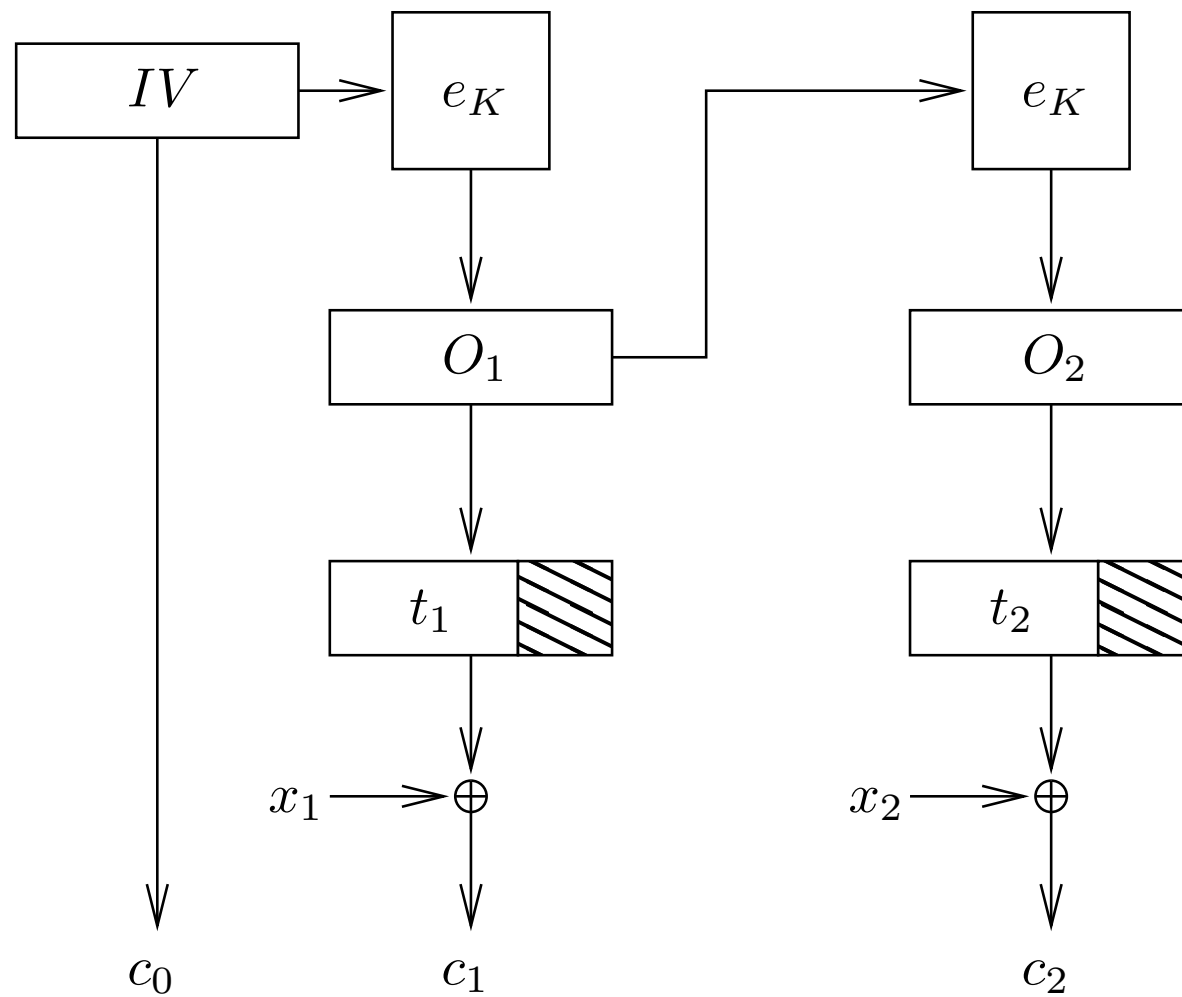 IV e_K e_K
O_1 O_2
t_1 t_2
x_1 ⊕ x_2 ⊕
c_0 c_1 c_2